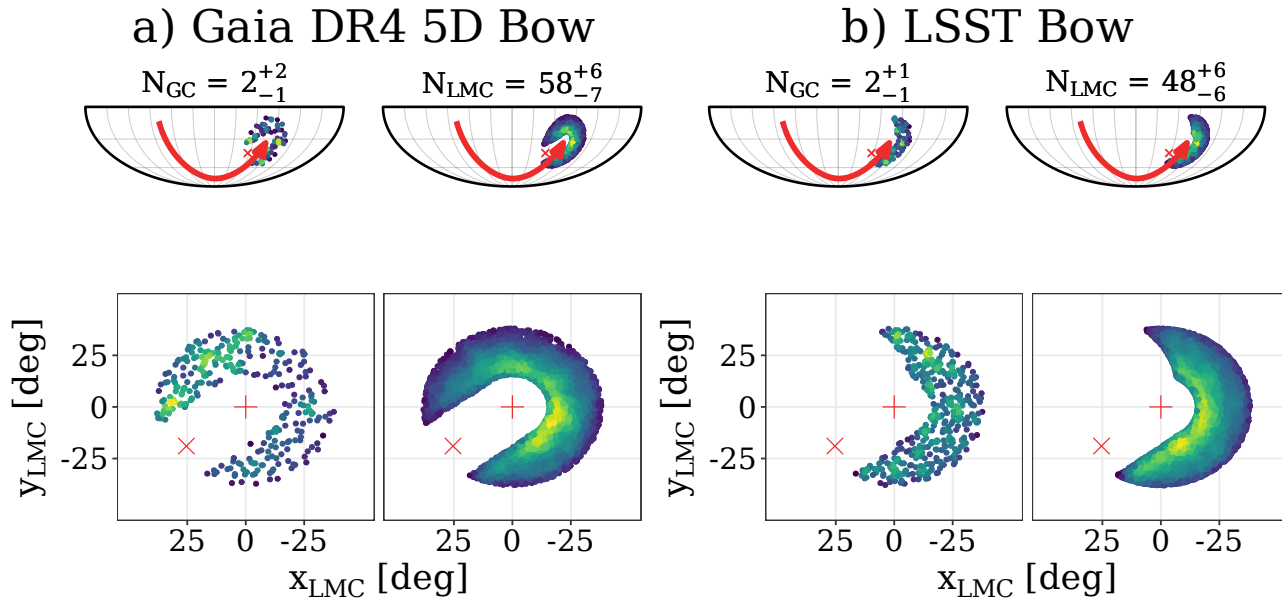 a) Gaia DR4 5D Bow
b) LSST Bow
N_GC = 2^{+2}_{-1}
N_LMC = 58^{+6}_{-7}
N_GC = 2^{+1}_{-1}
N_LMC = 48^{+6}_{-6}
y_LMC [deg]
25
0
-25
25
0
-25
25
0
-25
x_LMC [deg]
y_LMC [deg]
25
0
-25
25
0
-25
25
0
-25
x_LMC [deg]